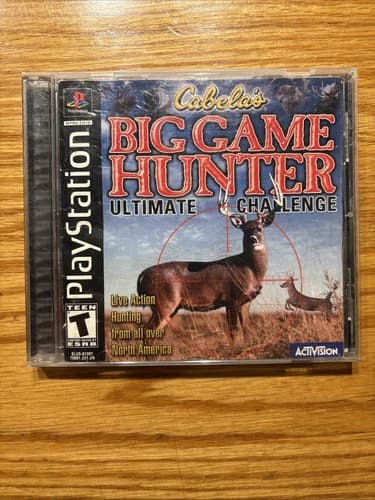 Cabela's
BIG GAME
HUNTER
ULTIMATE CHALLENGE
Live Action
Hunting
from all over
North America
PlayStation
TEEN
T
ESRB
ACTIVISION